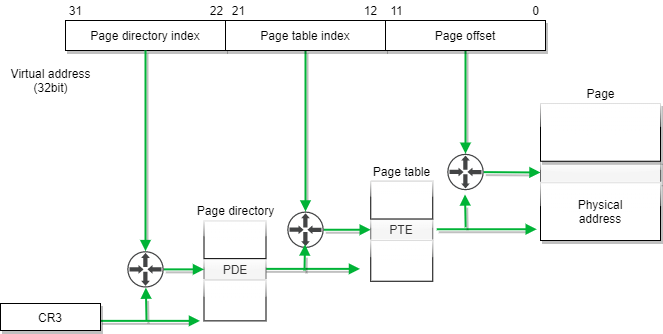 31 22 21 12 11 0
Page directory index Page table index Page offset
Virtual address
(32bit)
Page
Page table
Physical
address
Page directory
PTE
PDE
CR3